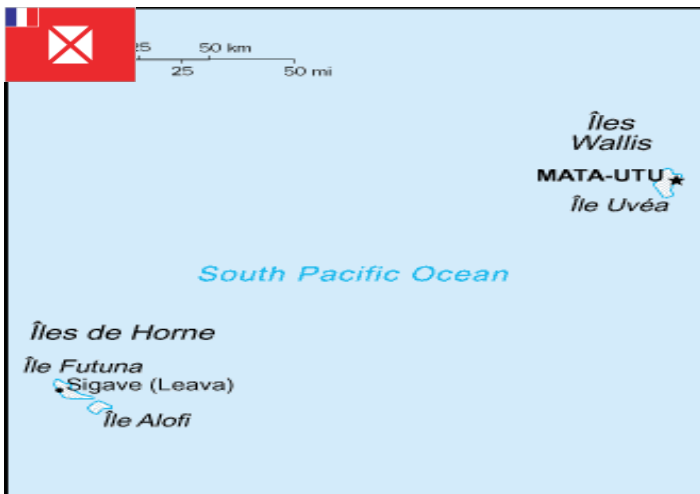 25 50 km
25 50 mi
Îles
Wallis
MATA-UTU
Île Uvéa
South Pacific Ocean
Îles de Horne
Île Futuna
Sigave (Leava)
Île Alofi